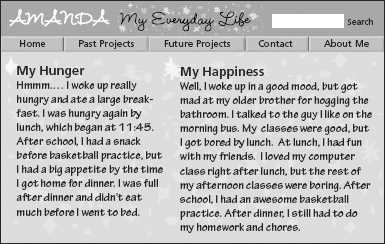 AMANDA My Everyday Life
Search
Home Past Projects Future Projects Contact About Me
My Hunger
Hmmm.... I woke up really
hungry and ate a large break-
fast. I was hungry again by
lunch, which began at 11:45.
After school, I had a snack
before basketball practice, but
I had a big appetite by the time
I got home for dinner. I was full
after dinner and didn't eat
much before I went to bed.
My Happiness
Well, I woke up in a good mood, but got
mad at my older brother for hogging the
bathroom. I talked to the guy I like on the
morning bus. My classes were good, but
I got bored by lunch. At lunch, I had fun
with my friends. I loved my computer
class right after lunch, but the rest of
my afternoon classes were boring. After
school, I had an awesome basketball
practice. After dinner, I still had to do
my homework and chores.